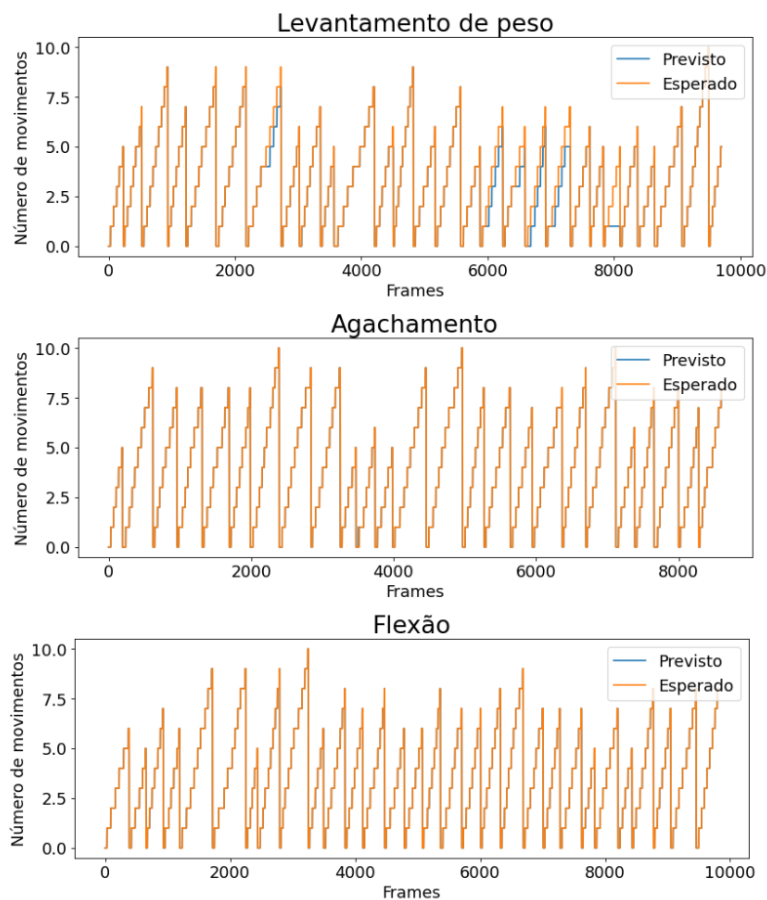 Levantamento de peso
10.0
7.5
5.0
2.5
0.0
Número de movimentos
Previsto
Esperado
0 2000 4000 6000 8000 10000
Frames
Agachamento
10.0
7.5
5.0
2.5
0.0
Número de movimentos
Previsto
Esperado
0 2000 4000 6000 8000
Frames
Flexão
10.0
7.5
5.0
2.5
0.0
Número de movimentos
Previsto
Esperado
0 2000 4000 6000 8000 10000
Frames